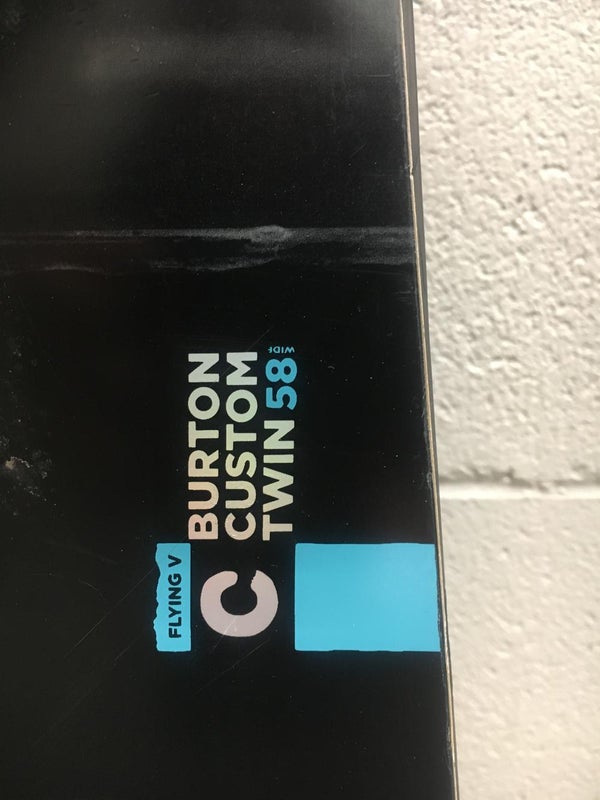 FLYING V
C
BURTON
CUSTOM
TWIN 58 WIDE